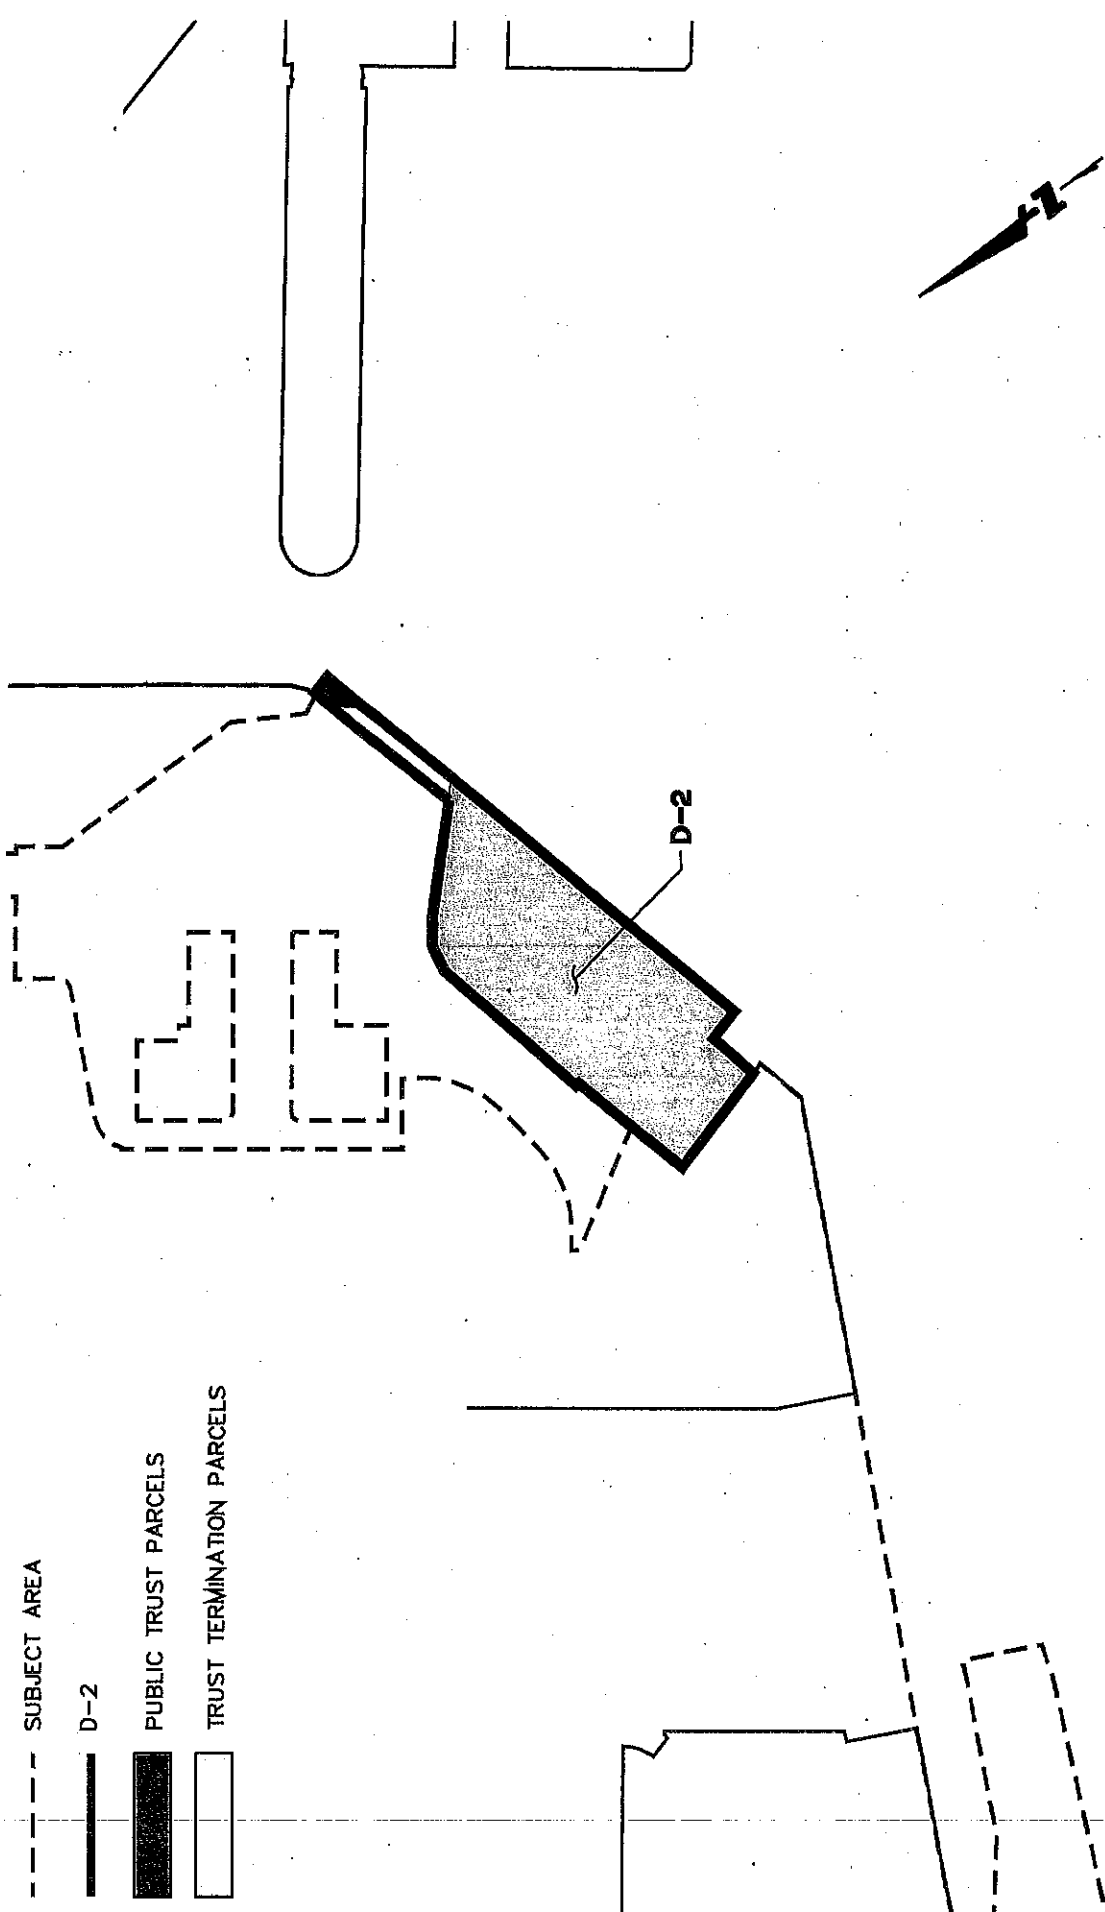 SUBJECT AREA
D-2
PUBLIC TRUST PARCELS
TRUST TERMINATION PARCELS
D-2
N